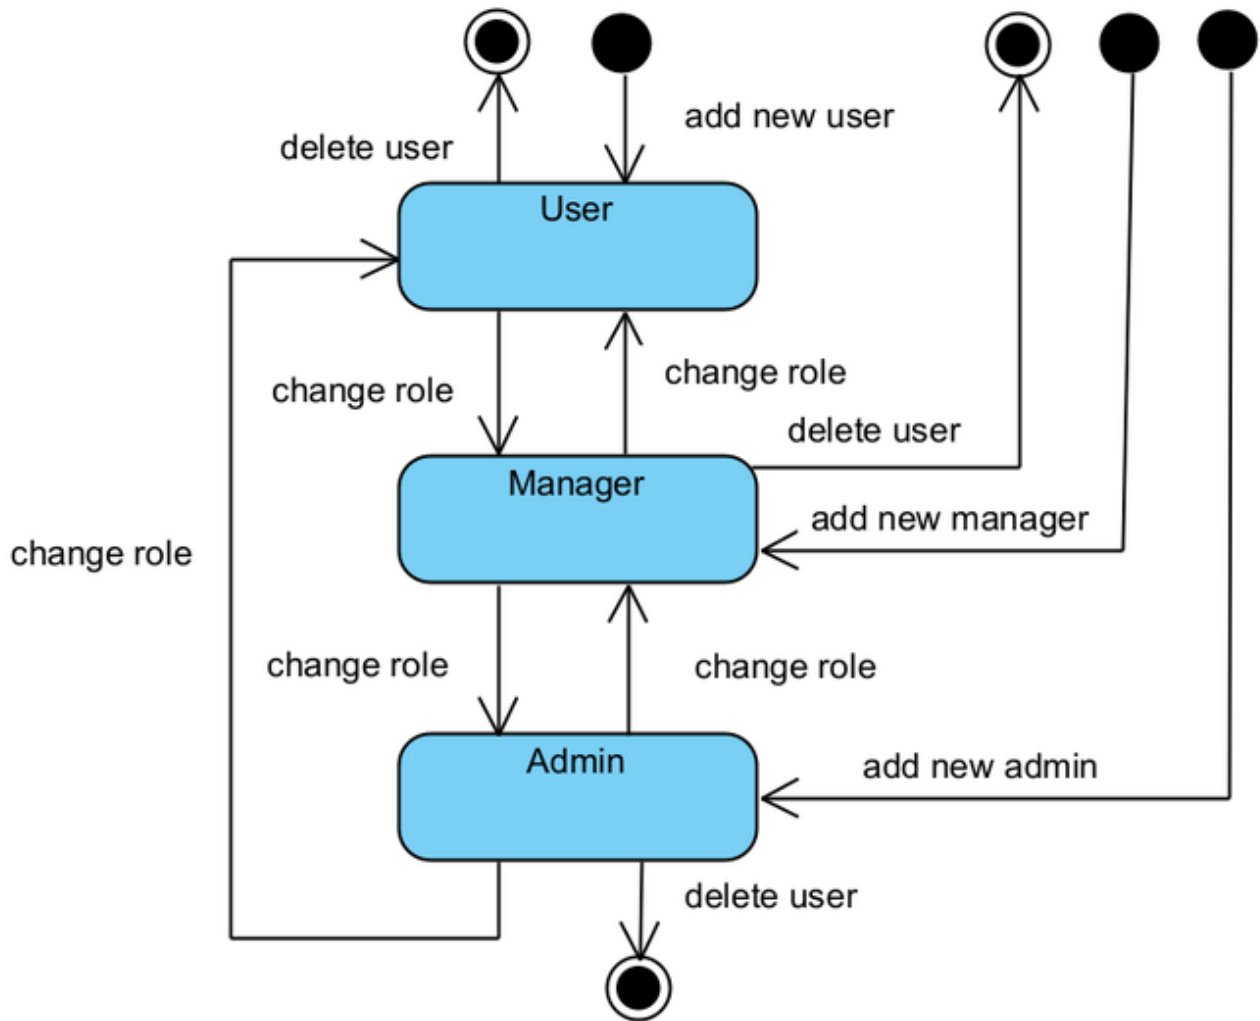 add new user
delete user
User
change role
change role
delete user
Manager
add new manager
change role
change role
change role
Admin
add new admin
delete user